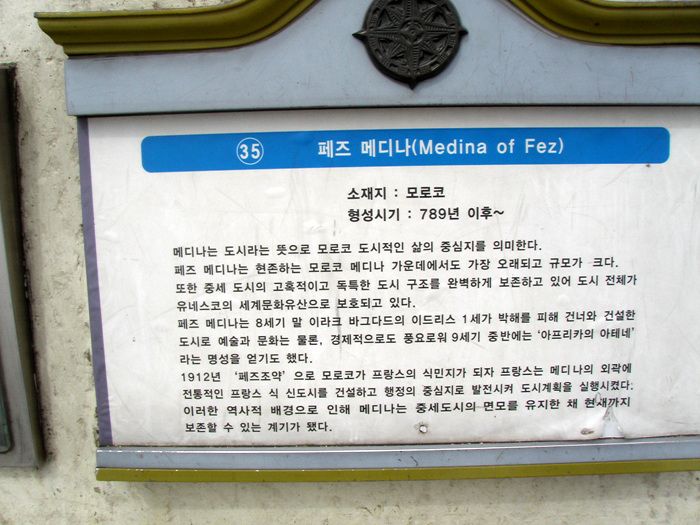 35 페즈 메디나(Medina of Fez)
소재지 : 모로코
형성시기 : 789년 이후~
메디나는 도시라는 뜻으로 모로코 도시적인 삶의 중심지를 의미한다.
페즈 메디나는 현존하는 모로코 메디나 가운데에서도 가장 오래되고 규모가 크다.
또한 중세 도시의 고혹적이고 독특한 도시 구조를 완벽하게 보존하고 있어 도시 전체가
유네스코의 세계문화유산으로 보호되고 있다.
페즈 메디나는 8세기 말 이라크 바그다드의 이드리스 1세가 박해를 피해 건너와 건설한
도시로 예술과 문화는 물론, 경제적으로도 풍요로워 9세기 중반에는 '아프리카의 아테네'
라는 명성을 얻기도 했다.
1912년 '페즈조약' 으로 모로코가 프랑스의 식민지가 되자 프랑스는 메디나의 외곽에
전통적인 프랑스 식 신도시를 건설하고 행정의 중심지로 발전시켜 도시계획을 실행시켰다.
이러한 역사적 배경으로 인해 메디나는 중세도시의 면모를 유지한 채 현재까지
보존할 수 있는 계기가 됐다.